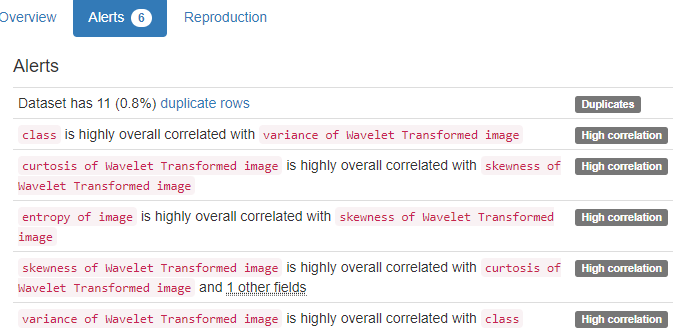 Overview Alerts 6 Reproduction
Alerts
Dataset has 11 (0.8%) duplicate rows Duplicates
class is highly overall correlated with variance of Wavelet Transformed image High correlation
curtosis of Wavelet Transformed image is highly overall correlated with skewness of High correlation
Wavelet Transformed image
entropy of image is highly overall correlated with skewness of Wavelet Transformed High correlation
image
skewness of Wavelet Transformed image is highly overall correlated with curtosis of High correlation
Wavelet Transformed image and 1 other fields
variance of Wavelet Transformed image is highly overall correlated with class High correlation